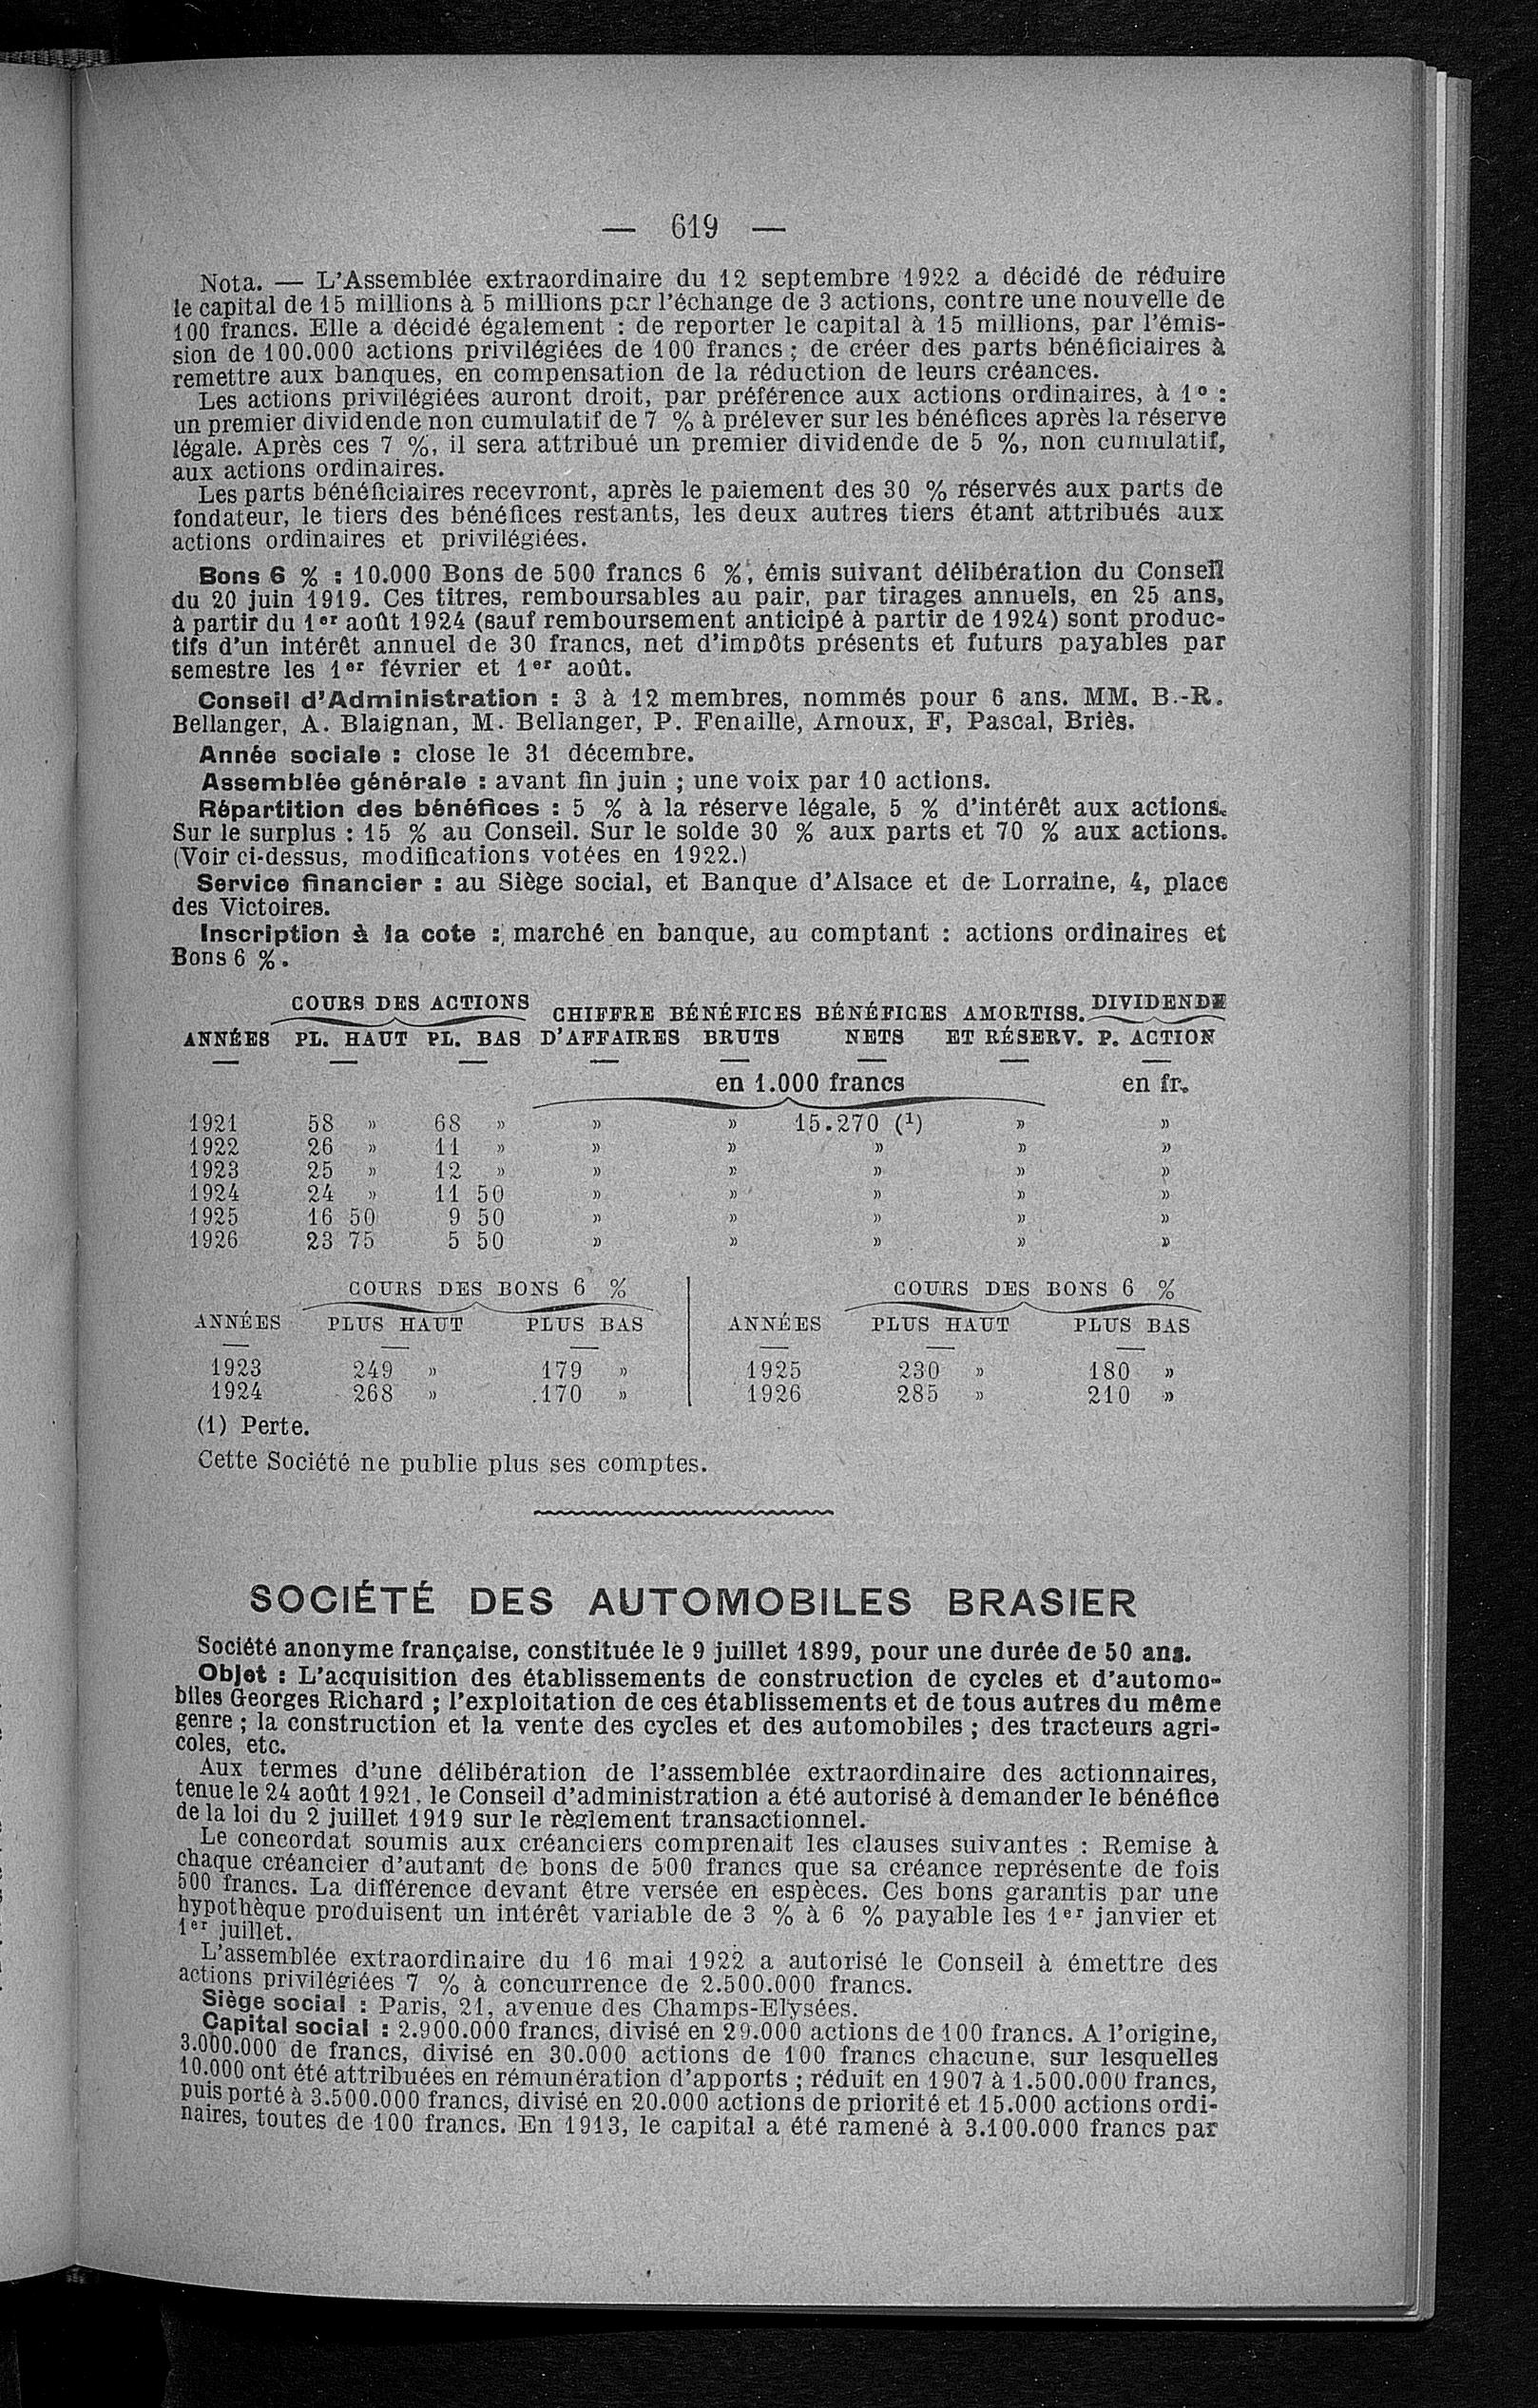 — 619 —
Nota. — L'Assemblée extraordinaire du 12 septembre 1922 a décidé de réduire
le capital de 15 millions à 5 millions par l'échange de 3 actions, contre une nouvelle de
100 francs. Elle a décidé également : de reporter le capital à 15 millions, par l'émis-
sion de 100.000 actions privilégiées de 100 francs ; de créer des parts bénéficiaires à
remettre aux banques, en compensation de la réduction de leurs créances.
Les actions privilégiées auront droit, par préférence aux actions ordinaires, à 1° :
un premier dividende non cumulatif de 7 % à prélever sur les bénéfices après la réserve
légale. Après ces 7 %, il sera attribué un premier dividende de 5 %, non cumulatif,
aux actions ordinaires.
Les parts bénéficiaires recevront, après le paiement des 30 % réservés aux parts de
fondateur, le tiers des bénéfices restants, les deux autres tiers étant attribués aux
actions ordinaires et privilégiées.
Bons 6 % : 10.000 Bons de 500 francs 6 %, émis suivant délibération du Conseil
du 20 juin 1919. Ces titres, remboursables au pair, par tirages annuels, en 25 ans,
à partir du 1er août 1924 (sauf remboursement anticipé à partir de 1924) sont produc-
tifs d'un intérêt annuel de 30 francs, net d'impôts présents et futurs payables par
semestre les 1er février et 1er août.
Conseil d'Administration : 3 à 12 membres, nommés pour 6 ans. MM. B.-R.
Bellanger, A. Blaignan, M. Bellanger, P. Fenaille, Arnoux, F, Pascal, Briès.
Année sociale : close le 31 décembre.
Assemblée générale : avant fin juin ; une voix par 10 actions.
Répartition des bénéfices : 5 % à la réserve légale, 5 % d'intérêt aux actions.
Sur le surplus : 15 % au Conseil. Sur le solde 30 % aux parts et 70 % aux actions.
(Voir ci-dessus, modifications votées en 1922.)
Service financier : au Siège social, et Banque d'Alsace et de Lorraine, 4, place
des Victoires.
Inscription à la cote : marché en banque, au comptant : actions ordinaires et
Bons 6 %.
COURS DES ACTIONS CHIFFRE BÉNÉFICES BÉNÉFICES AMORTISS. DIVIDENDE
ANNÉES PL. HAUT PL. BAS D'AFFAIRES BRUTS NETS ET RÉSERV. P. ACTION
en 1.000 francs en fr.
1921 58 » 68 » » » 15.270 (1) » »
1922 26 » 11 » » » » » »
1923 25 » 12 » » » » » »
1924 24 » 11 50 » » » » »
1925 16 50 9 50 » » » » »
1926 23 75 5 50 » » » » »
COURS DES BONS 6 % COURS DES BONS 6 %
ANNÉES PLUS HAUT PLUS BAS ANNÉES PLUS HAUT PLUS BAS
1923 249 » 179 » 1925 230 » 180 »
1924 268 » 170 » 1926 285 » 210 »
(1) Perte.
Cette Société ne publie plus ses comptes.
SOCIÉTÉ DES AUTOMOBILES BRASIER
Société anonyme française, constituée le 9 juillet 1899, pour une durée de 50 ans.
Objet : L'acquisition des établissements de construction de cycles et d'automo-
biles Georges Richard ; l'exploitation de ces établissements et de tous autres du même
genre ; la construction et la vente des cycles et des automobiles ; des tracteurs agri-
coles, etc.
Aux termes d'une délibération de l'assemblée extraordinaire des actionnaires,
tenue le 24 août 1921, le Conseil d'administration a été autorisé à demander le bénéfice
de la loi du 2 juillet 1919 sur le règlement transactionnel.
Le concordat soumis aux créanciers comprenait les clauses suivantes : Remise à
chaque créancier d'autant de bons de 500 francs que sa créance représente de fois
500 francs. La différence devant être versée en espèces. Ces bons garantis par une
hypothèque produisent un intérêt variable de 3 % à 6 % payable les 1er janvier et
1er juillet.
L'assemblée extraordinaire du 16 mai 1922 a autorisé le Conseil à émettre des
actions privilégiées 7 % à concurrence de 2.500.000 francs.
Siège social : Paris, 21, avenue des Champs-Elysées.
Capital social : 2.900.000 francs, divisé en 29.000 actions de 100 francs. A l'origine,
3.000.000 de francs, divisé en 30.000 actions de 100 francs chacune, sur lesquelles
10.000 ont été attribuées en rémunération d'apports ; réduit en 1907 à 1.500.000 francs,
puis porté à 3.500.000 francs, divisé en 20.000 actions de priorité et 15.000 actions ordi-
naires, toutes de 100 francs. En 1913, le capital a été ramené à 3.100.000 francs par